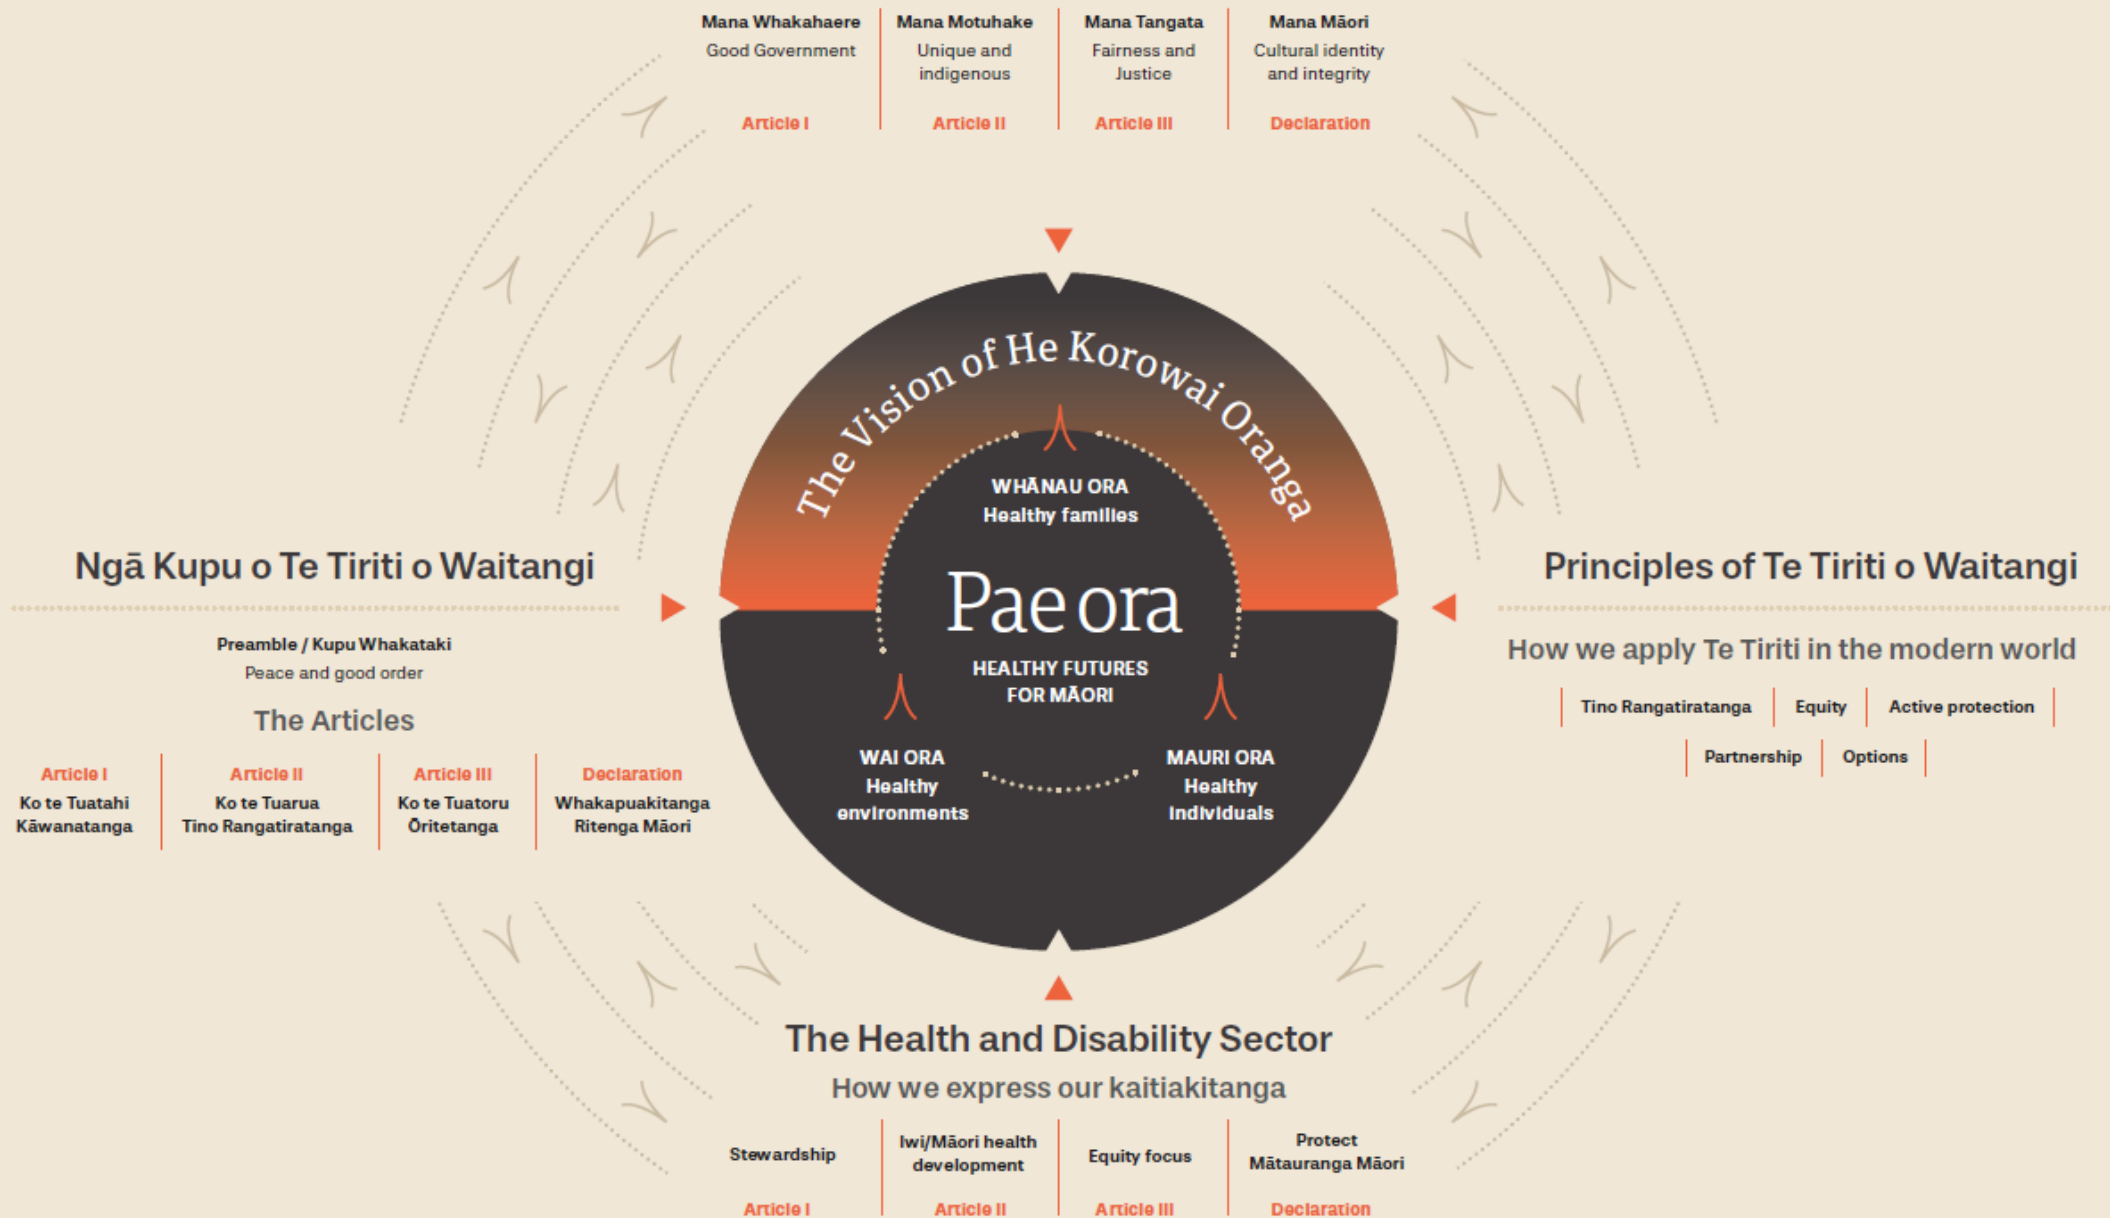 Mana Whakahaere
Good Government
Article I
Mana Motuhake
Unique and
indigenous
Article II
Mana Tangata
Fairness and
Justice
Article III
Mana Māori
Cultural identity
and integrity
Declaration
The Vision of He Korowai Oranga
WHĀNAU ORA
Healthy families
Pae ora
HEALTHY FUTURES
FOR MĀORI
WAI ORA
Healthy
environments
MAURI ORA
Healthy
individuals
Ngā Kupu o Te Tiriti o Waitangi
Preamble / Kupu Whakataki
Peace and good order
The Articles
Article I
Ko te Tuatahi
Kāwanatanga
Article II
Ko te Tuarua
Tino Rangatiratanga
Article III
Ko te Tuatoru
Ōritetanga
Declaration
Whakapuakitanga
Ritenga Māori
Principles of Te Tiriti o Waitangi
How we apply Te Tiriti in the modern world
Tino Rangatiratanga
Equity
Active protection
Partnership
Options
The Health and Disability Sector
How we express our kaitiakitanga
Stewardship
Article I
Iwi/Māori health
development
Article II
Equity focus
Article III
Protect
Mātauranga Māori
Declaration